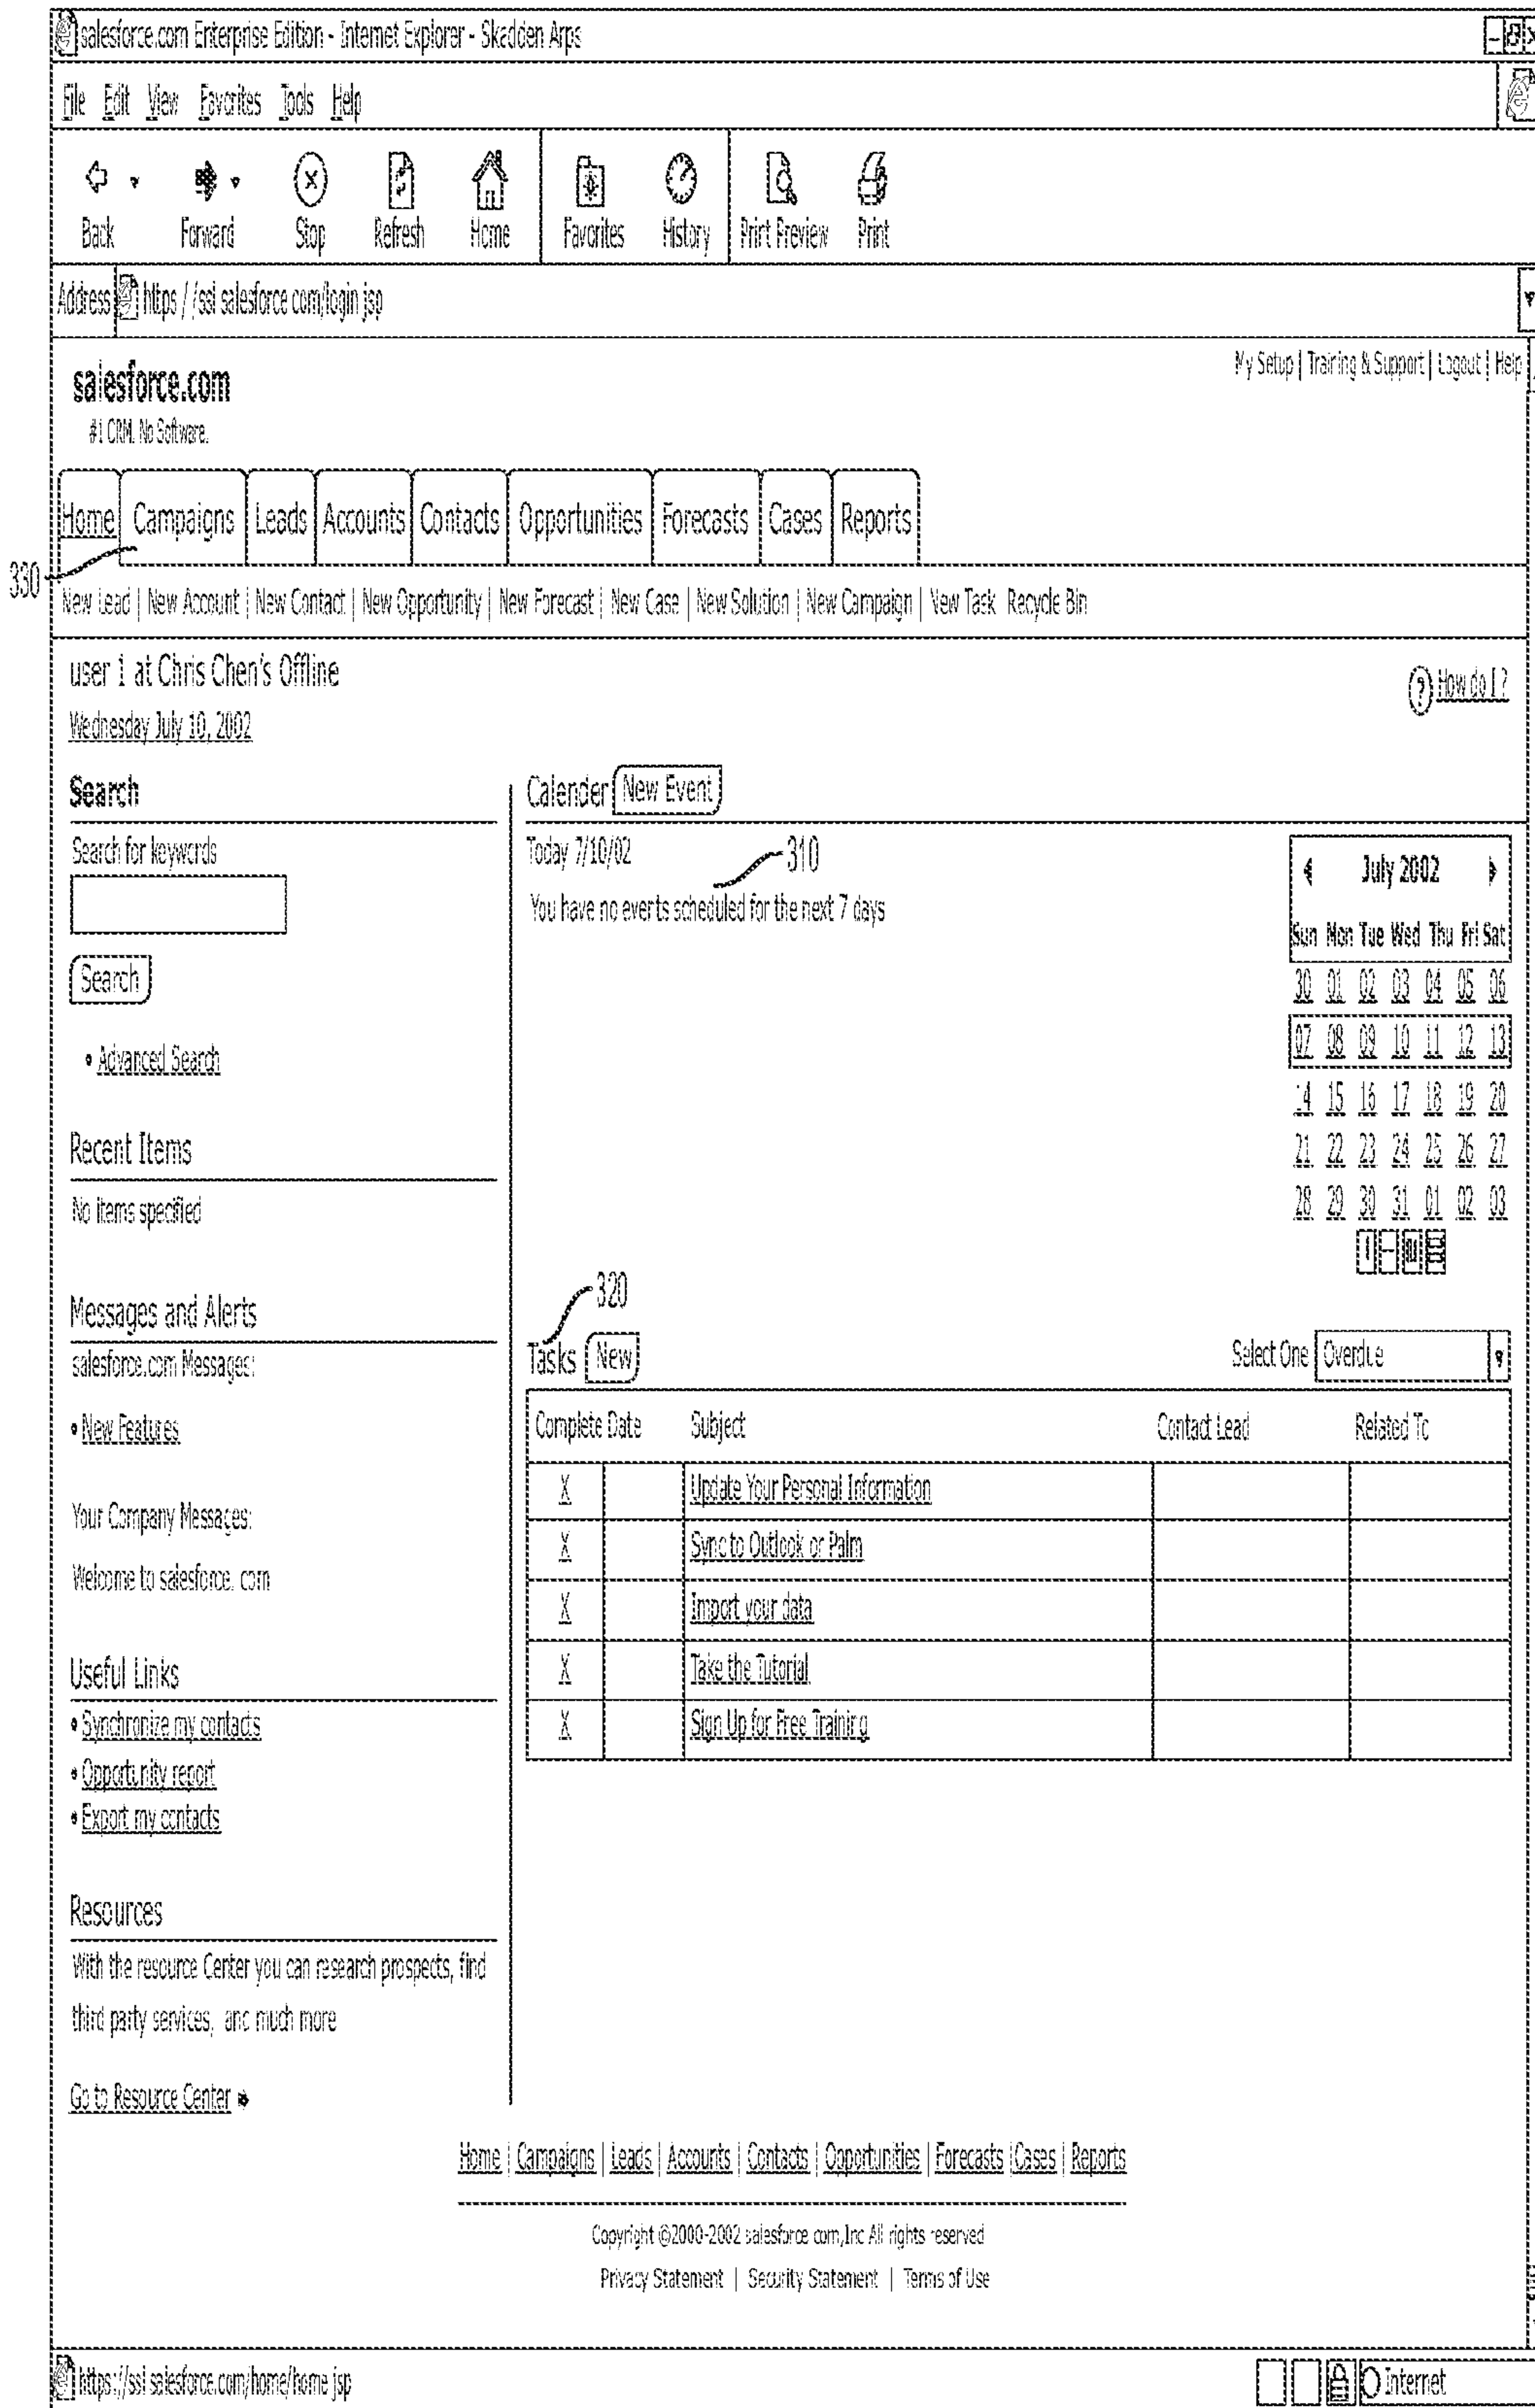 salesforce.com Enterprise Edition - Internet Explorer - Skadden Arps
File Edit View Favorites Tools Help
Back Forward Stop Refresh Home Favorites History Print Preview Print
Address https://ssl salesforce com/login jsp
My Setup | Training & Support | Logout | Help
salesforce.com
#1 CRM. No Software.
Home Campaigns Leads Accounts Contacts Opportunities Forecasts Cases Reports
330
New Lead | New Account | New Contact | New Opportunity | New Forecast | New Case | New Solution | New Campaign | New Task Recycle Bin
user 1 at Chris Chen's Offline
? How do I ?
Wednesday July 10, 2002
Search
Search for keywords
Search
• Advanced Search
Recent Items
No items specified
Messages and Alerts
salesforce.com Messages:
• New Features
Your Company Messages:
Welcome to salesforce. com
Useful Links
• Synchronize my contacts
• Opportunity report
• Export my contacts
Resources
With the resource Center you can research prospects, find
third party services, and much more
Go to Resource Center
Calender New Event
Today 7/10/02
310
You have no events scheduled for the next 7 days
July 2002
Sun Mon Tue Wed Thu Fri Sat
30 01 02 03 04 05 06
07 08 09 10 11 12 13
14 15 16 17 18 19 20
21 22 23 24 25 26 27
28 29 30 31 01 02 03
320
Tasks New
Select One Overdue
Complete Date Subject Contact Lead Related To
X Update Your Personal Information
X Sync to Outlook or Palm
X Import your data
X Take the Tutorial
X Sign Up for Free Training
Home | Campaigns | Leads | Accounts | Contacts | Opportunities | Forecasts | Cases | Reports
Copyright ©2000-2002 salesforce com,Inc All rights reserved
Privacy Statement | Security Statement | Terms of Use
https://ssl salesforce.com/home/home jsp
Internet